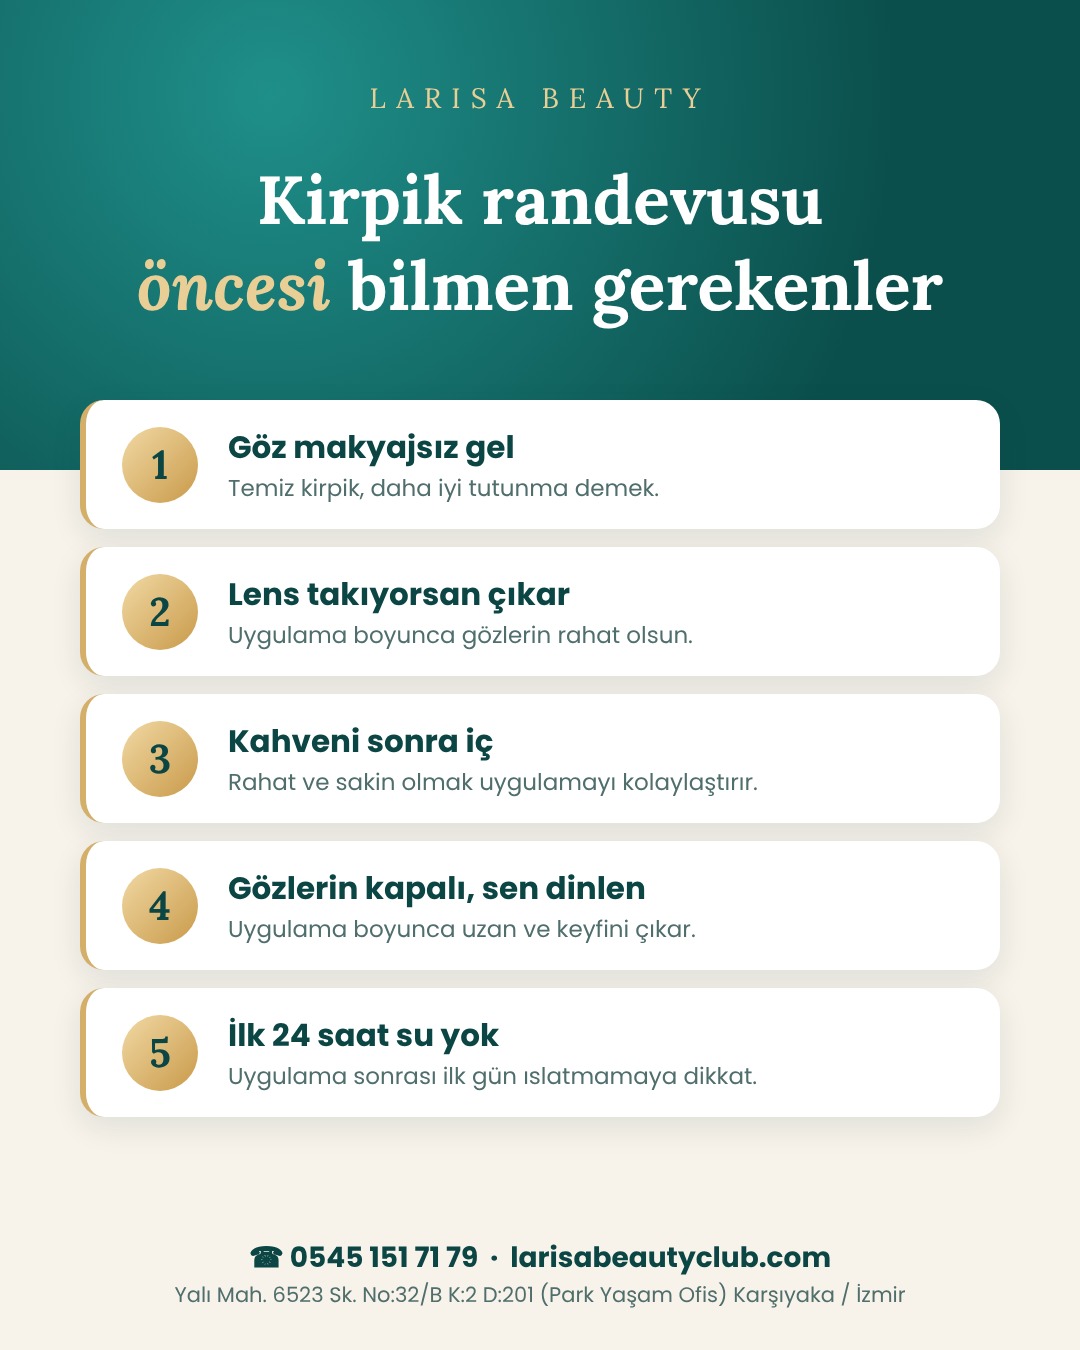 LARISA BEAUTY
Kirpik randevusu
öncesi bilmen gerekenler
1
Göz makyajsız gel
Temiz kirpik, daha iyi tutunma demek.
2
Lens takıyorsan çıkar
Uygulama boyunca gözlerin rahat olsun.
3
Kahveni sonra iç
Rahat ve sakin olmak uygulamayı kolaylaştırır.
4
Gözlerin kapalı, sen dinlen
Uygulama boyunca uzan ve keyfini çıkar.
5
İlk 24 saat su yok
Uygulama sonrası ilk gün ıslatmamaya dikkat.
☎ 0545 151 71 79 · larisabeautyclub.com
Yalı Mah. 6523 Sk. No:32/B K:2 D:201 (Park Yaşam Ofis) Karşıyaka / İzmir